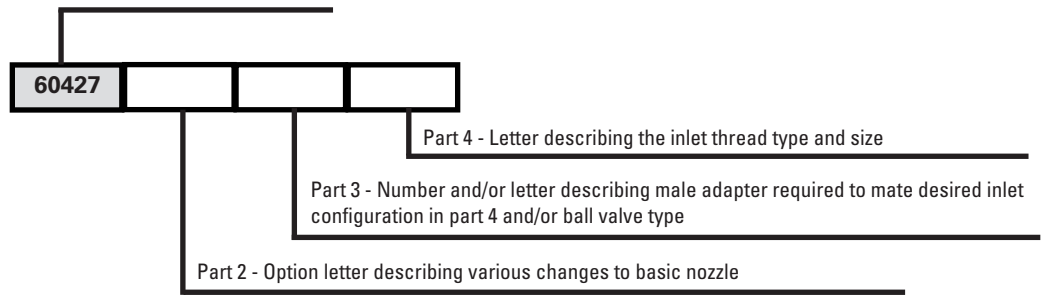 60427
Part 4 - Letter describing the inlet thread type and size
Part 3 - Number and/or letter describing male adapter required to mate desired inlet
configuration in part 4 and/or ball valve type
Part 2 - Option letter describing various changes to basic nozzle